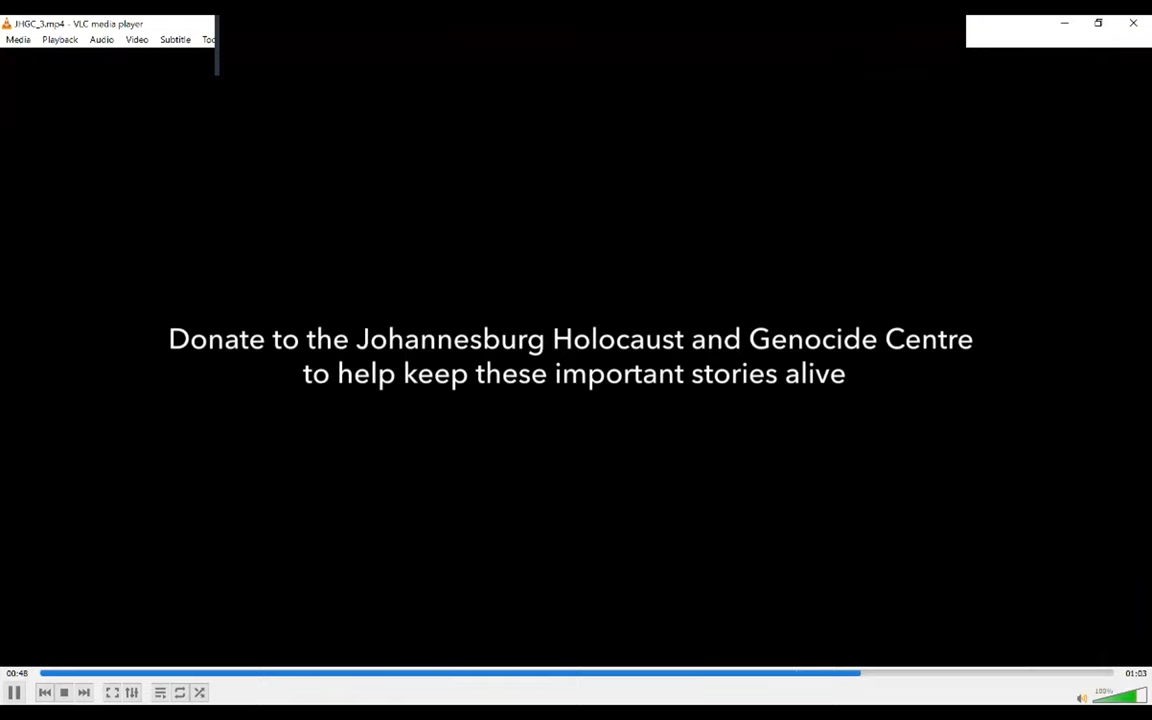 JHGC_3.mp4 - VLC media player
Media Playback Audio Video Subtitle
Donate to the Johannesburg Holocaust and Genocide Centre
to help keep these important stories alive
00:48 01:03
100%